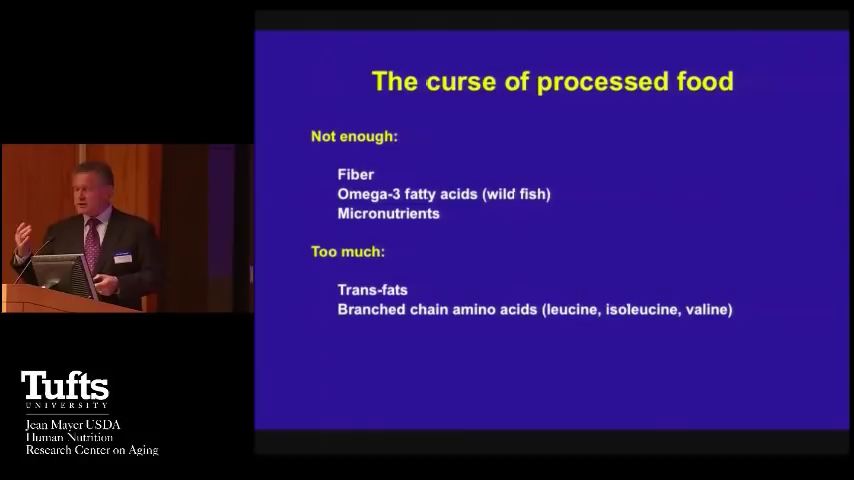 The curse of processed food
Not enough:
Fiber
Omega-3 fatty acids (wild fish)
Micronutrients
Too much:
Trans-fats
Branched chain amino acids (leucine, isoleucine, valine)
Tufts
UNIVERSITY
Jean Mayer USDA
Human Nutrition
Research Center on Aging